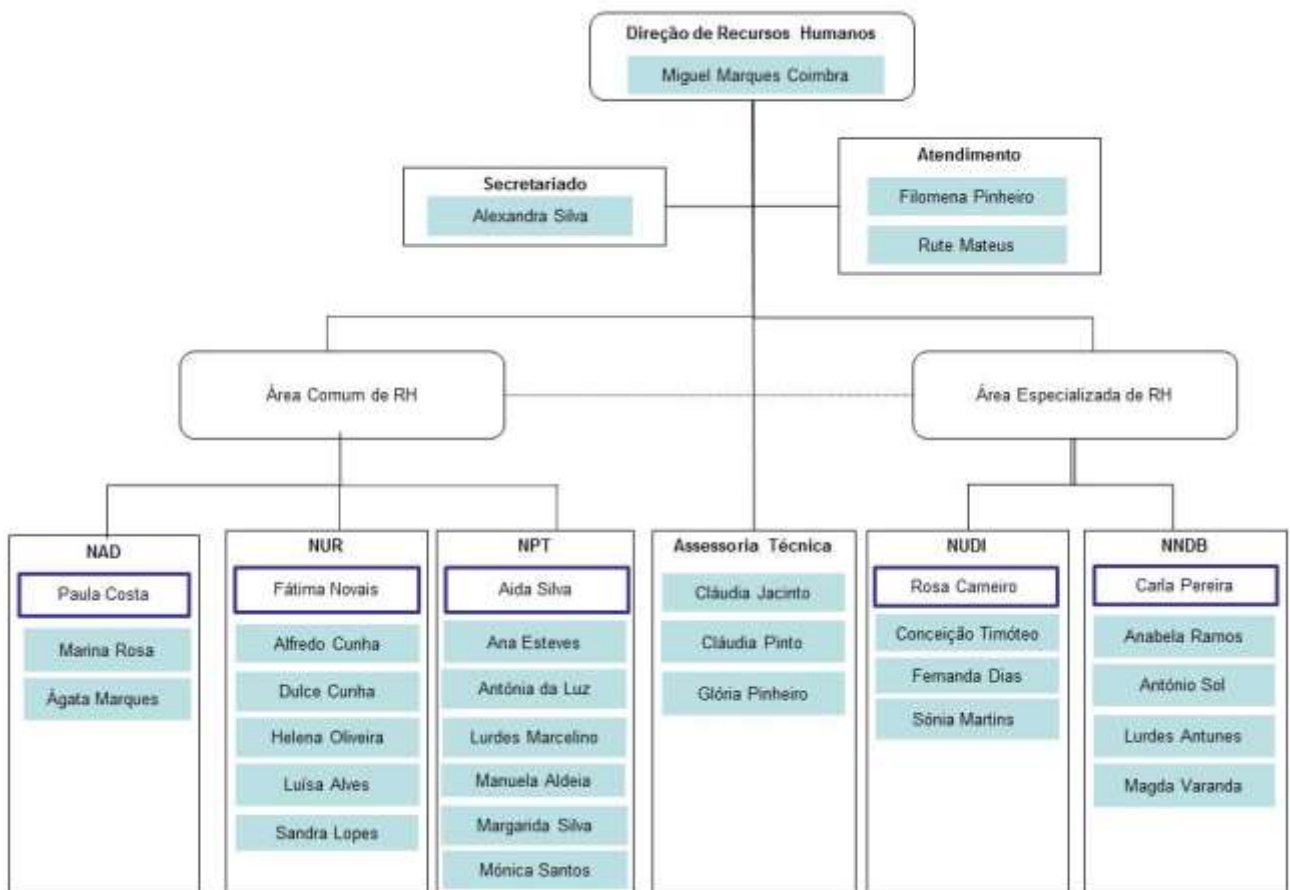 Direção de Recursos Humanos
Miguel Marques Coimbra
Secretariado
Alexandra Silva
Atendimento
Filomena Pinheiro
Rute Mateus
Área Comum de RH
Área Especializada de RH
NAD
Paula Costa
Marina Rosa
Ágata Marques
NUR
Fátima Novais
Alfredo Cunha
Dulce Cunha
Helena Oliveira
Luísa Alves
Sandra Lopes
NPT
Aida Silva
Ana Esteves
Antónia da Luz
Lurdes Marcelino
Manuela Aldeia
Margarida Silva
Mónica Santos
Assessoria Técnica
Cláudia Jacinto
Cláudia Pinto
Glória Pinheiro
NUDI
Rosa Carneiro
Conceição Timóteo
Fernanda Dias
Sónia Martins
NNDB
Carla Pereira
Anabela Ramos
António Sol
Lurdes Antunes
Magda Varanda